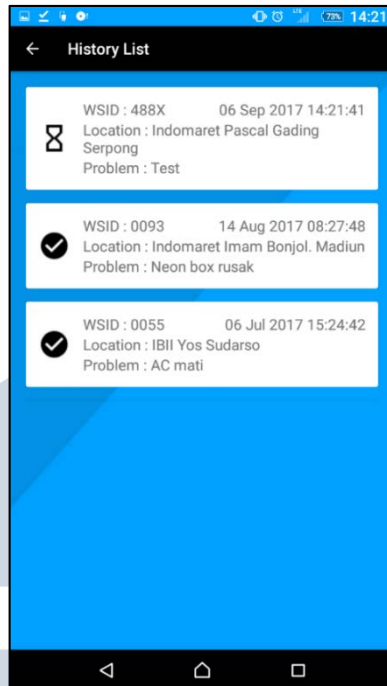 LTE 73% 14:21
History List
WSID : 488X 06 Sep 2017 14:21:41
Location : Indomaret Pascal Gading
Serpong
Problem : Test
WSID : 0093 14 Aug 2017 08:27:48
Location : Indomaret Imam Bonjol. Madiun
Problem : Neon box rusak
WSID : 0055 06 Jul 2017 15:24:42
Location : IBII Yos Sudarso
Problem : AC mati